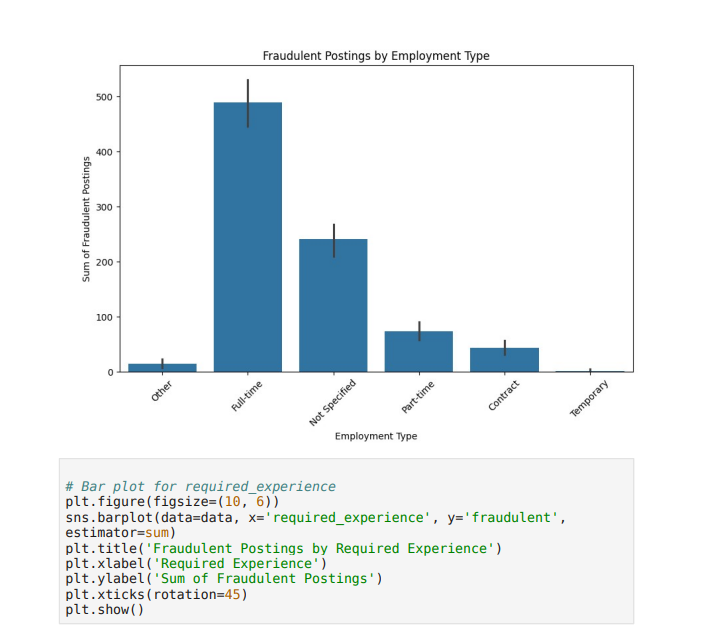 Fraudulent Postings by Employment Type
Sum of Fraudulent Postings
500
400
300
200
100
0
Other
Full-time
Not Specified
Part-time
Contract
Temporary
Employment Type
# Bar plot for required_experience
plt.figure(figsize=(10, 6))
sns.barplot(data=data, x='required_experience', y='fraudulent',
estimator=sum)
plt.title('Fraudulent Postings by Required Experience')
plt.xlabel('Required Experience')
plt.ylabel('Sum of Fraudulent Postings')
plt.xticks(rotation=45)
plt.show()